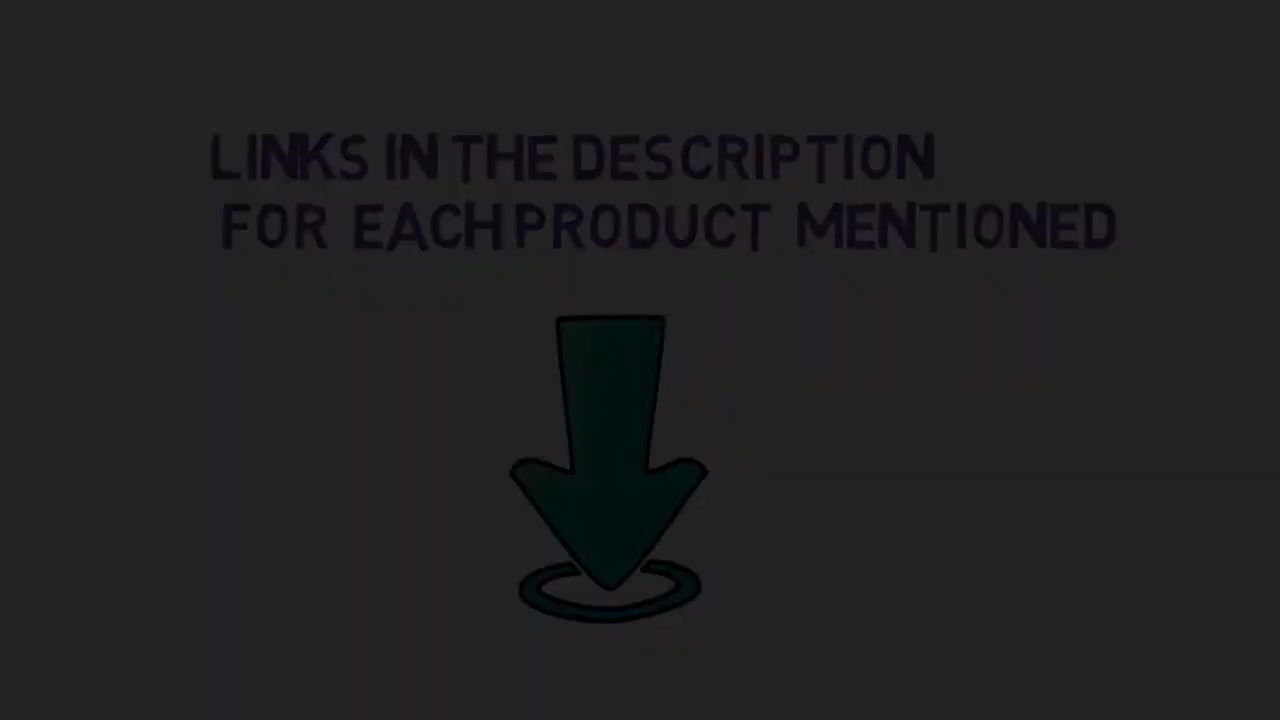 LINKS IN THE DESCRIPTION
FOR EACH PRODUCT MENTIONED